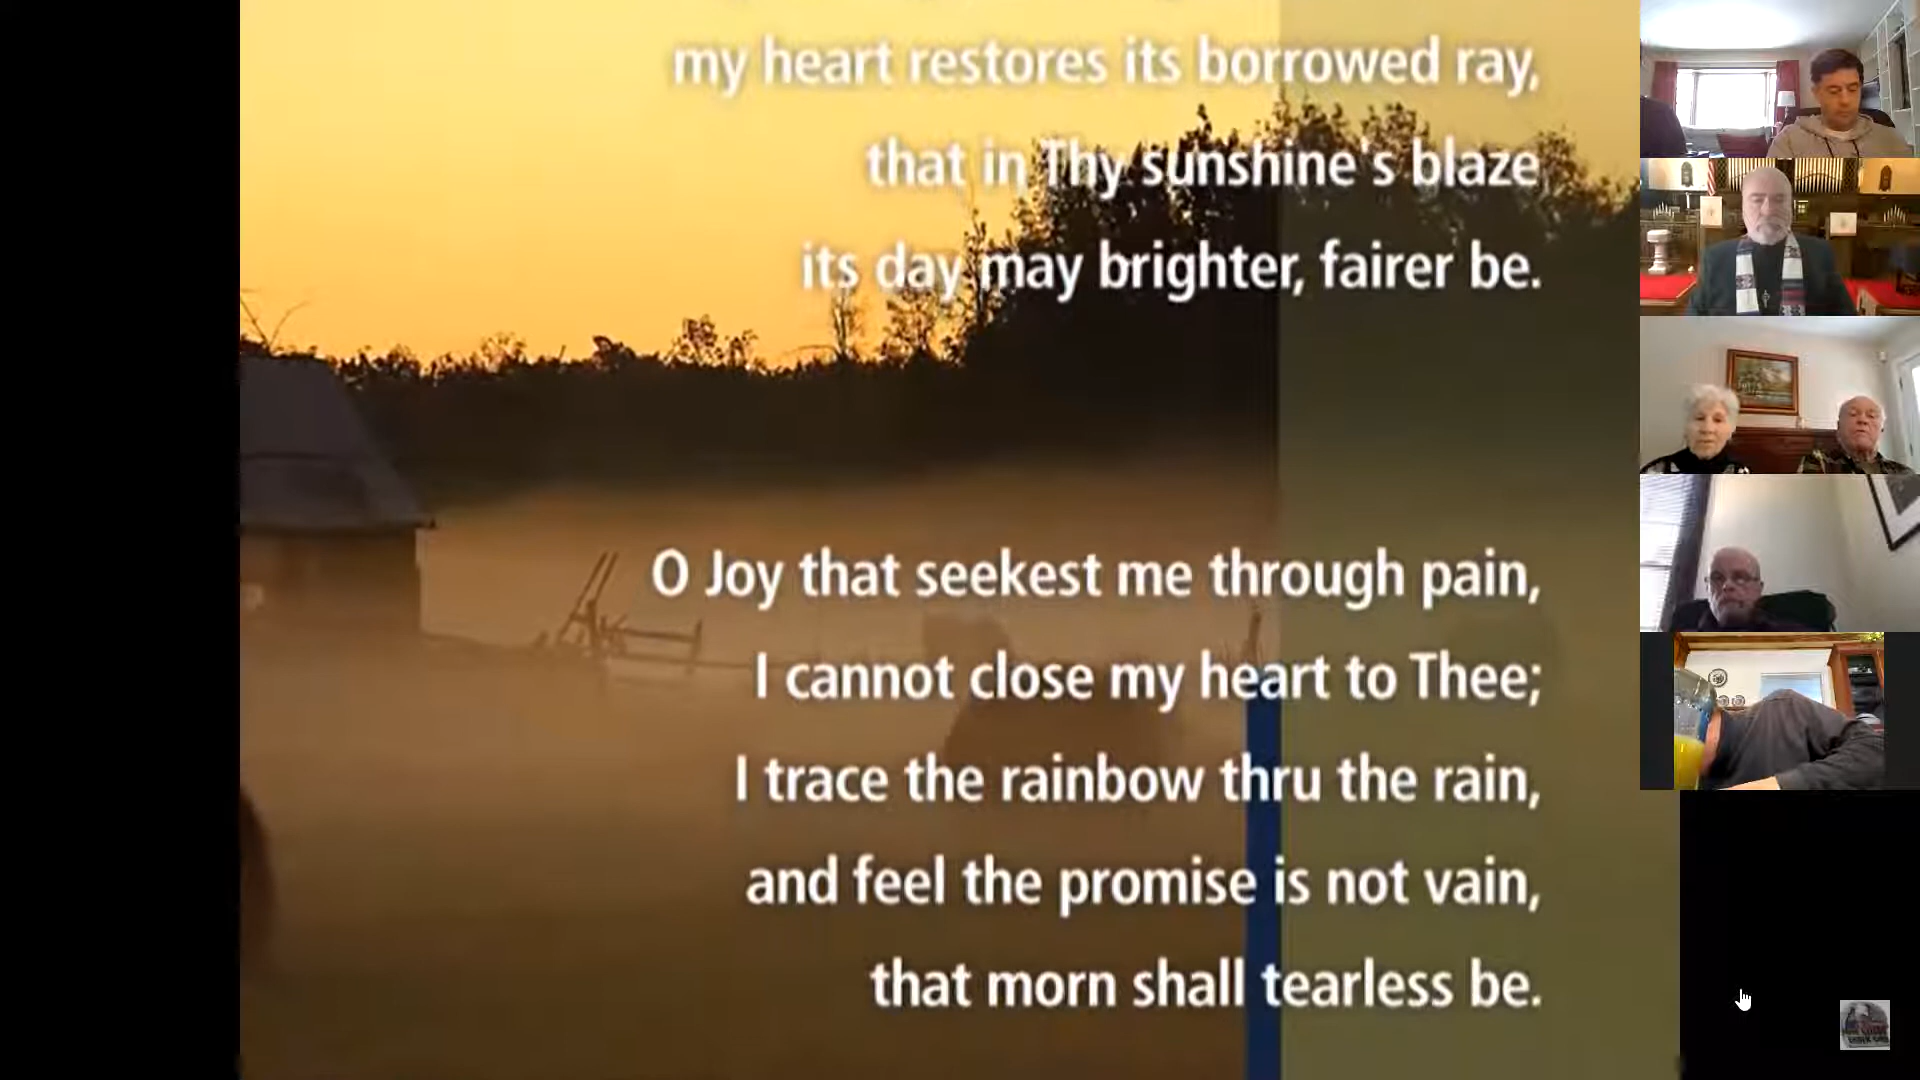 my heart restores its borrowed ray,
that in Thy sunshine's blaze
its day may brighter, fairer be.
O Joy that seekest me through pain,
I cannot close my heart to Thee;
I trace the rainbow thru the rain,
and feel the promise is not vain,
that morn shall tearless be.